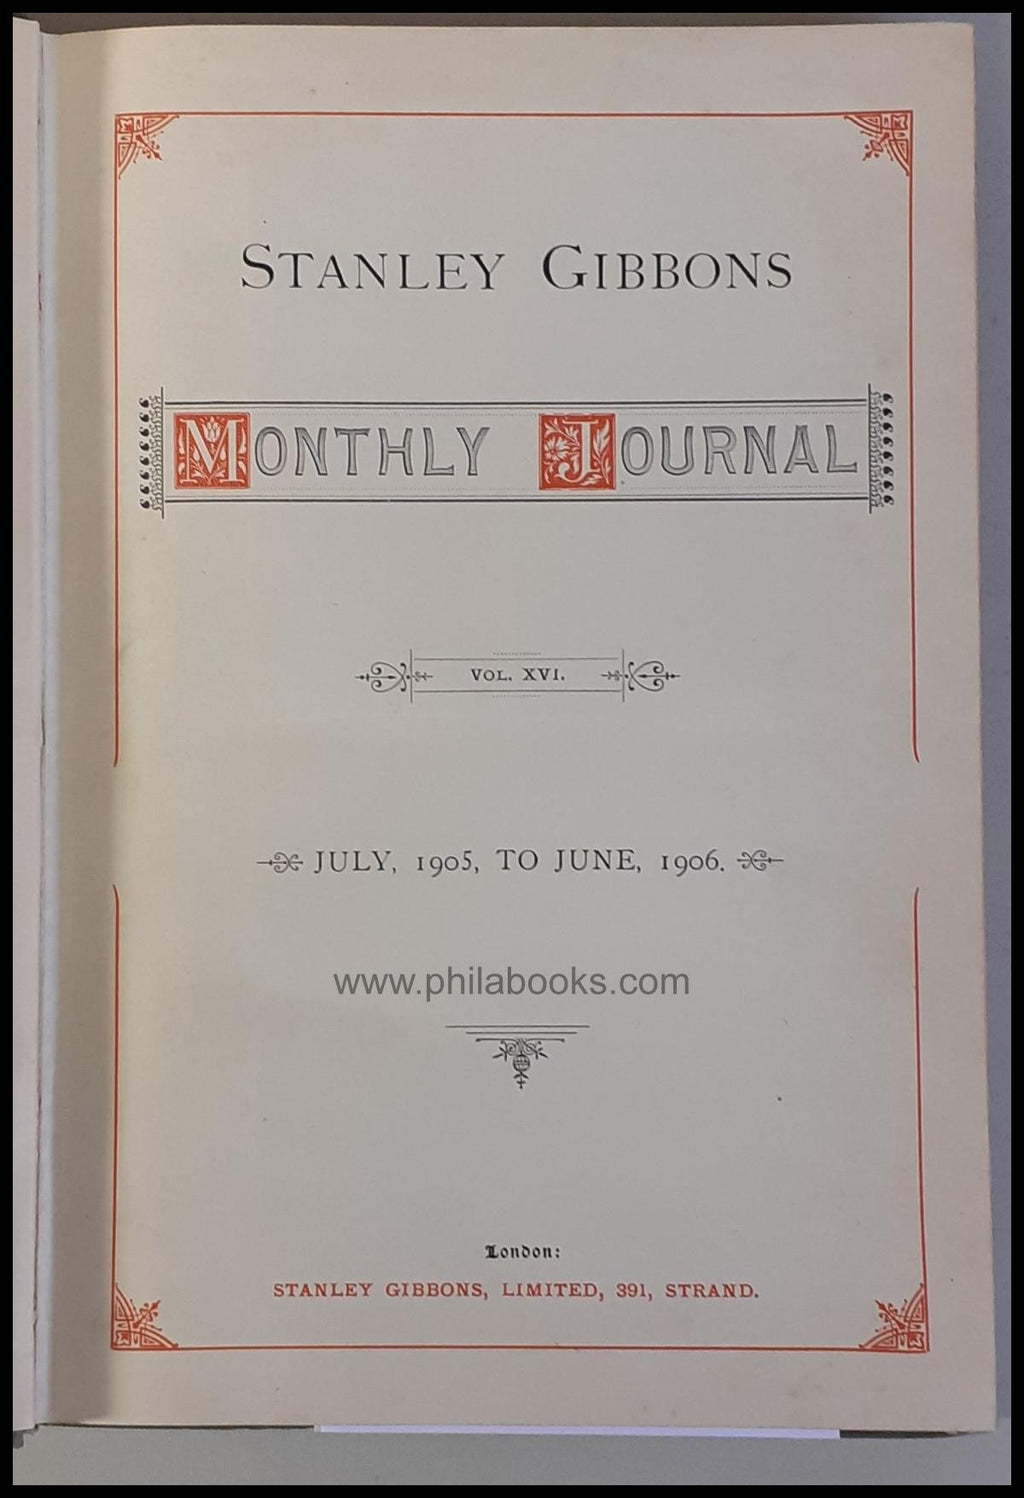 STANLEY GIBBONS
MONTHLY JOURNAL
VOL. XVI.
JULY, 1905, TO JUNE, 1906.
www.philabooks.com
London:
STANLEY GIBBONS, LIMITED, 391, STRAND.